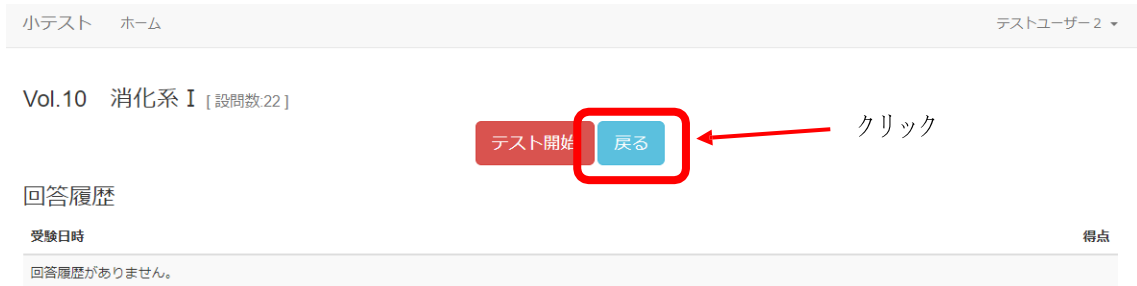 小テスト ホーム テストユーザー2
Vol.10 消化系Ⅰ [ 設問数:22 ]
テスト開始 戻る
クリック
回答履歴
受験日時 得点
回答履歴がありません。